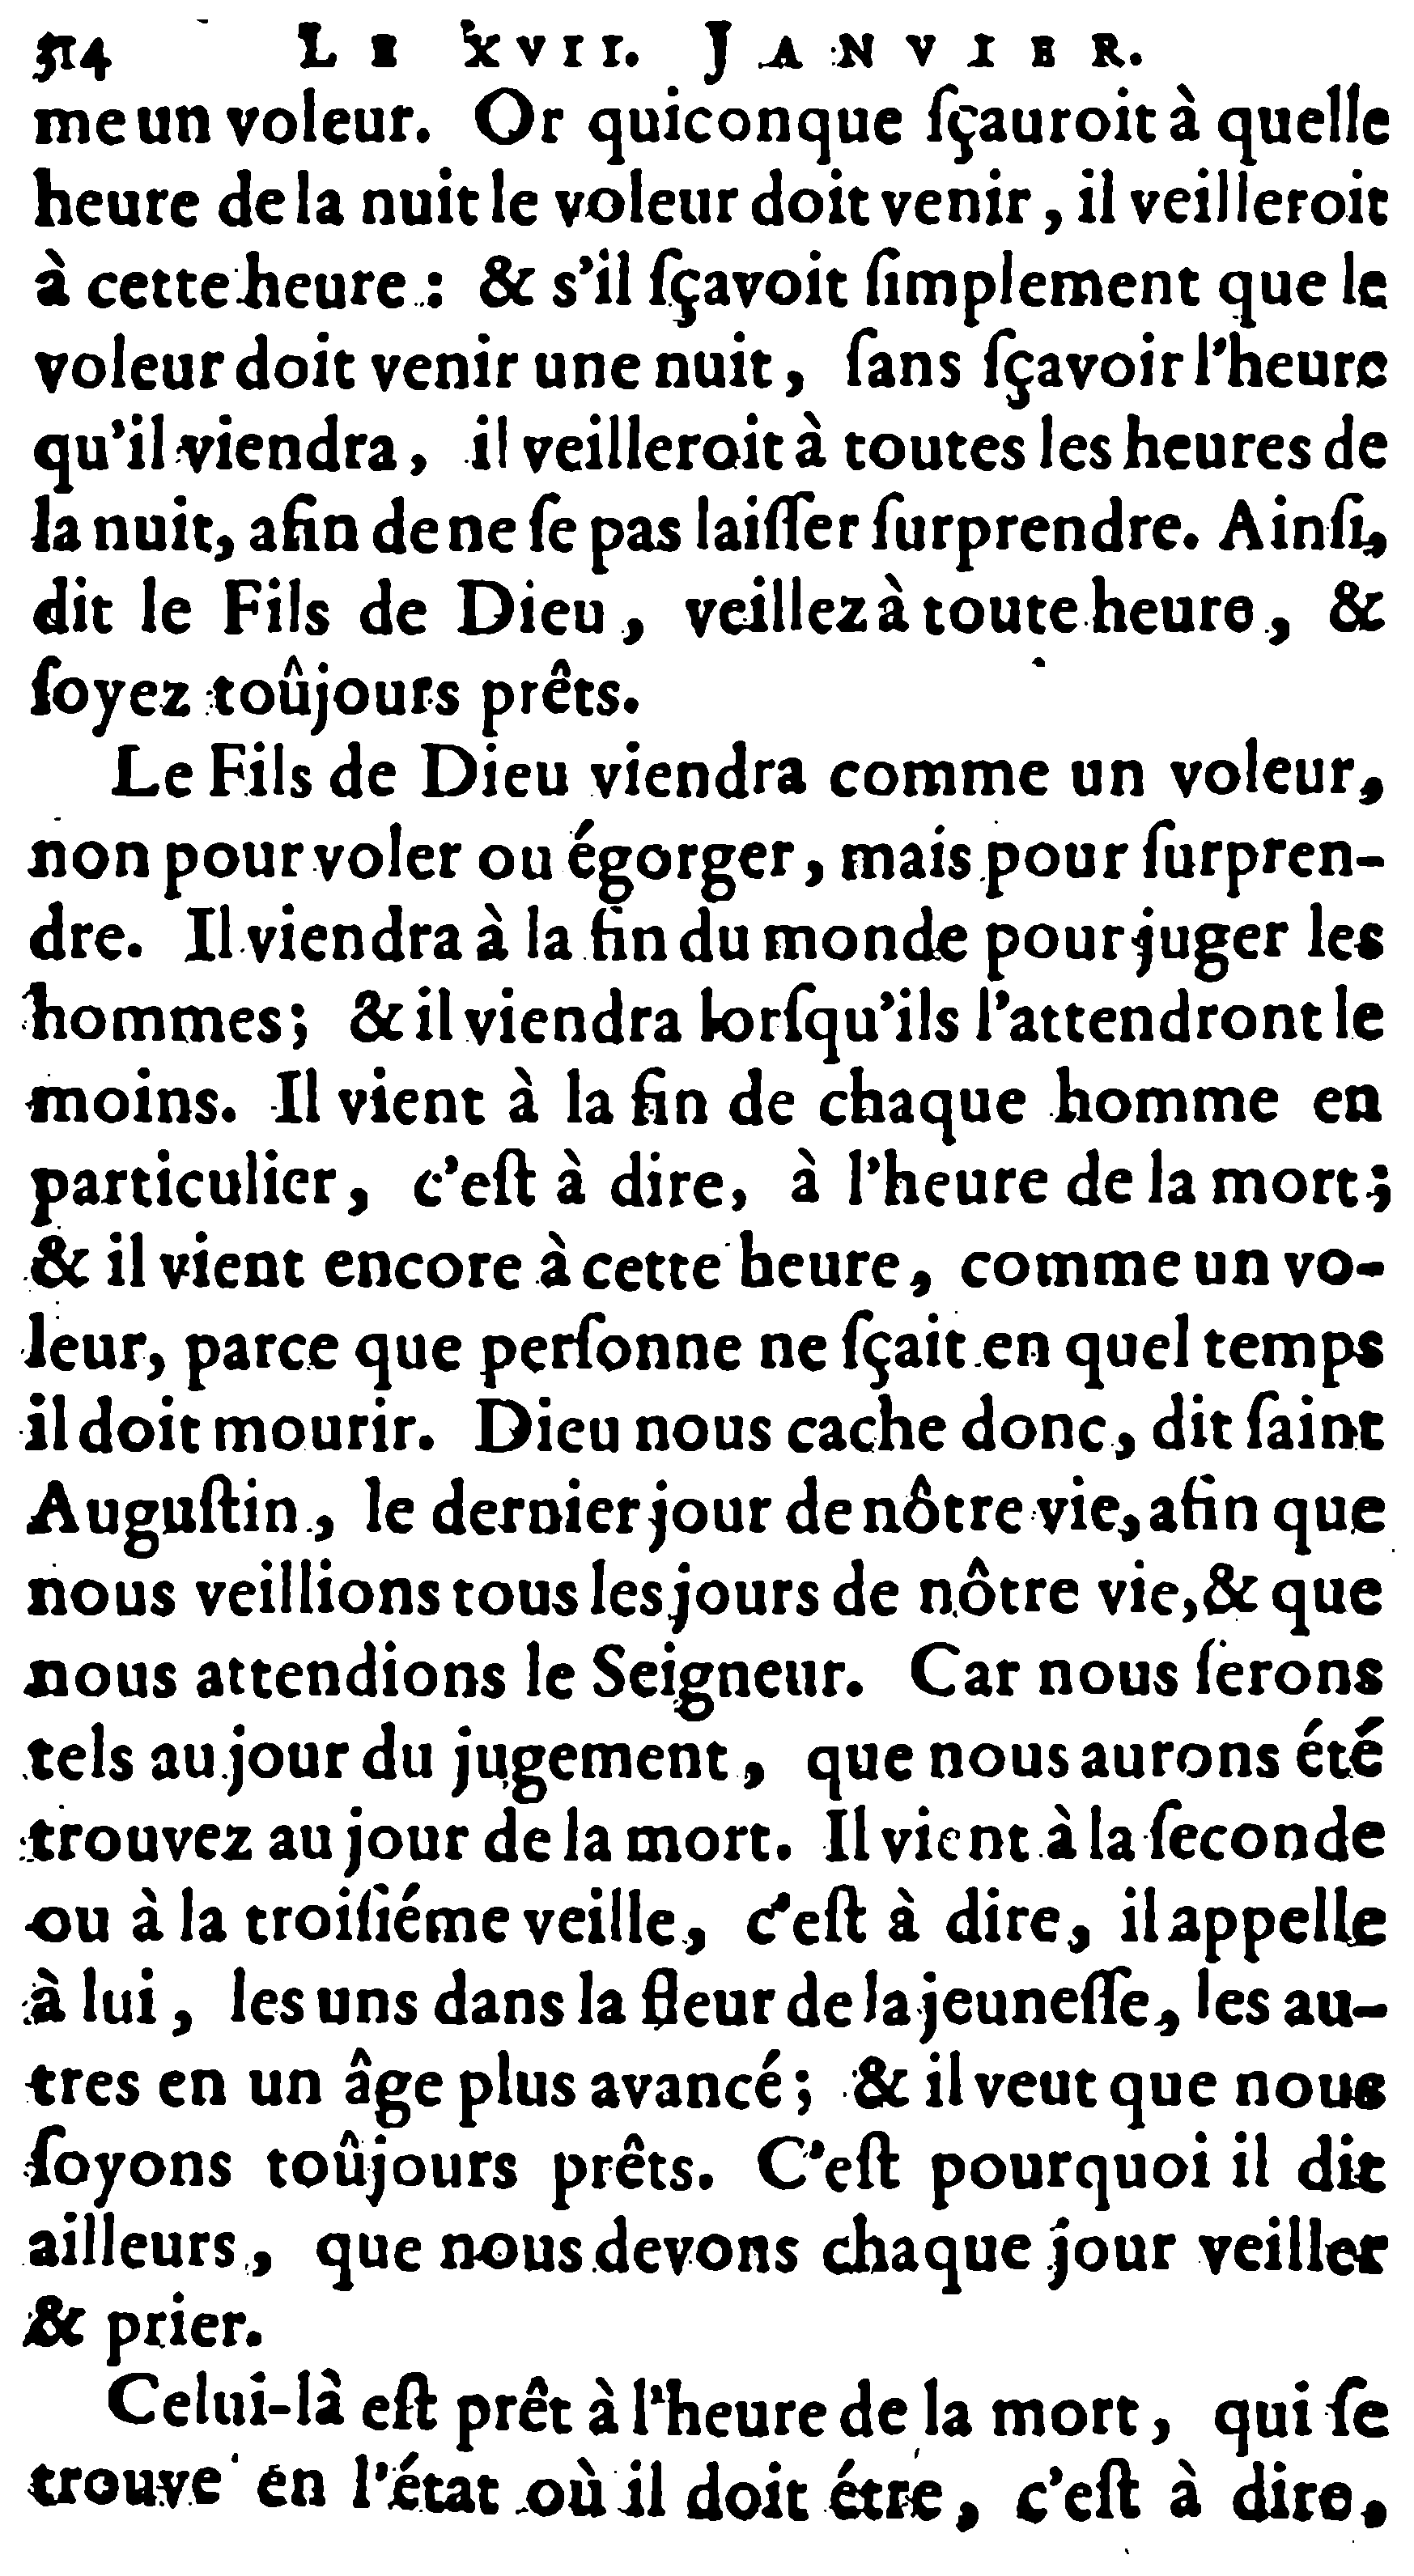 314 LE XVII. JANVIER.
me un voleur. Or quiconque ſçauroit à quelle
heure de la nuit le voleur doit venir, il veilleroit
à cette heure : & s'il ſçavoit ſimplement que le
voleur doit venir une nuit, ſans ſçavoir l'heure
qu'il viendra, il veilleroit à toutes les heures de
la nuit, afin de ne ſe pas laiſſer ſurprendre. Ainſi,
dit le Fils de Dieu, veillez à toute heure, &
ſoyez toûjours prêts.
Le Fils de Dieu viendra comme un voleur,
non pour voler ou égorger, mais pour ſurpren-
dre. Il viendra à la fin du monde pour juger les
hommes; & il viendra lorſqu'ils l'attendront le
moins. Il vient à la fin de chaque homme en
particulier, c'eſt à dire, à l'heure de la mort;
& il vient encore à cette heure, comme un vo-
leur, parce que perſonne ne ſçait en quel temps
il doit mourir. Dieu nous cache donc, dit ſaint
Auguſtin, le dernier jour de nôtre vie, afin que
nous veillions tous les jours de nôtre vie, & que
nous attendions le Seigneur. Car nous ſerons
tels au jour du jugement, que nous aurons été
trouvez au jour de la mort. Il vient à la ſeconde
ou à la troiſiéme veille, c'eſt à dire, il appelle
à lui, les uns dans la fleur de la jeuneſſe, les au-
tres en un âge plus avancé; & il veut que nous
ſoyons toûjours prêts. C'eſt pourquoi il dit
ailleurs, que nous devons chaque jour veiller
& prier.
Celui-là eſt prêt à l'heure de la mort, qui ſe
trouve en l'état où il doit étre, c'eſt à dire,